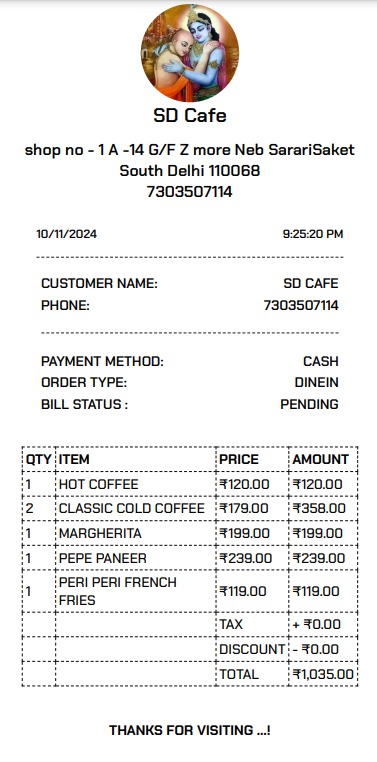 SD Cafe
shop no - 1 A -14 G/F Z more Neb SarariSaket
South Delhi 110068
7303507114
10/11/2024 9:25:20 PM
CUSTOMER NAME: SD CAFE
PHONE: 7303507114
PAYMENT METHOD: CASH
ORDER TYPE: DINEIN
BILL STATUS : PENDING
QTY ITEM PRICE AMOUNT
1 HOT COFFEE ₹120.00 ₹120.00
2 CLASSIC COLD COFFEE ₹179.00 ₹358.00
1 MARGHERITA ₹199.00 ₹199.00
1 PEPE PANEER ₹239.00 ₹239.00
1 PERI PERI FRENCH
FRIES ₹119.00 ₹119.00
TAX + ₹0.00
DISCOUNT - ₹0.00
TOTAL ₹1,035.00
THANKS FOR VISITING ...!